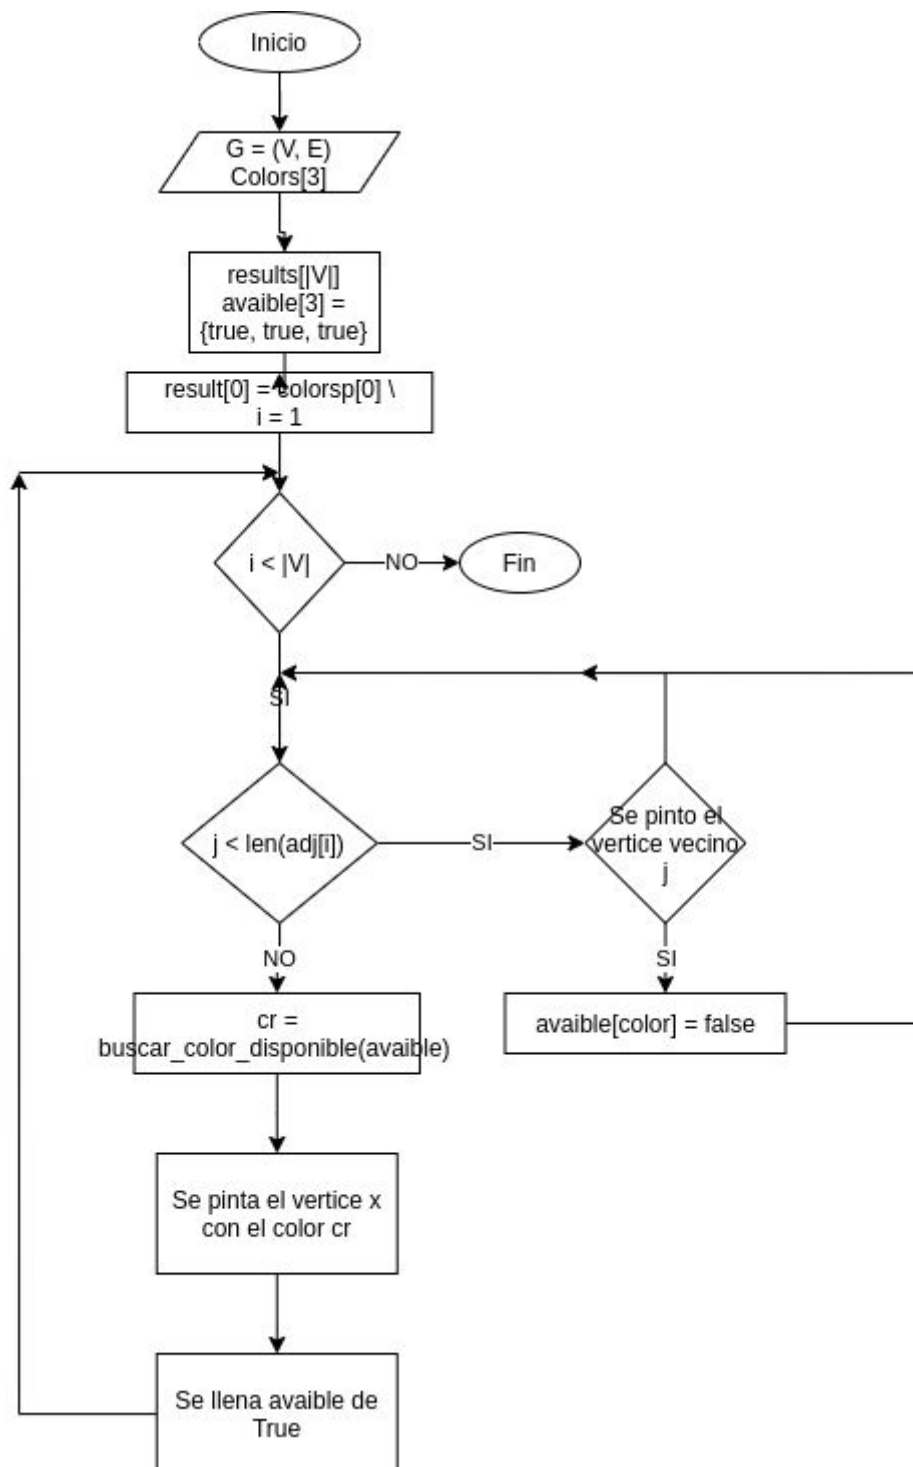 Inicio
G = (V, E)
Colors[3]
results[|V|]
avaible[3] =
{true, true, true}
result[0] = colorsp[0] \
i = 1
i < |V|
NO
Fin
SI
j < len(adj[i])
SI
Se pinto el
vertice vecino
j
NO
SI
cr =
buscar_color_disponible(avaible)
avaible[color] = false
Se pinta el vertice x
con el color cr
Se llena avaible de
True